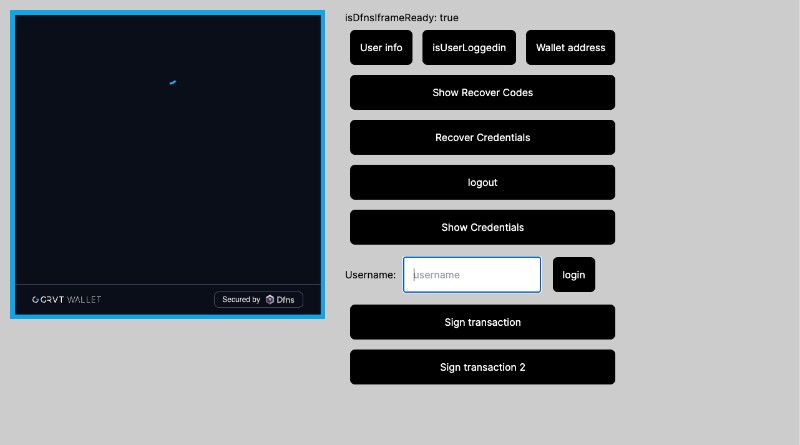 isDfnsIframeReady: true
User info
isUserLoggedin
Wallet address
Show Recover Codes
Recover Credentials
logout
Show Credentials
Username:
username
login
GRVT WALLET
Secured by Dfns
Sign transaction
Sign transaction 2